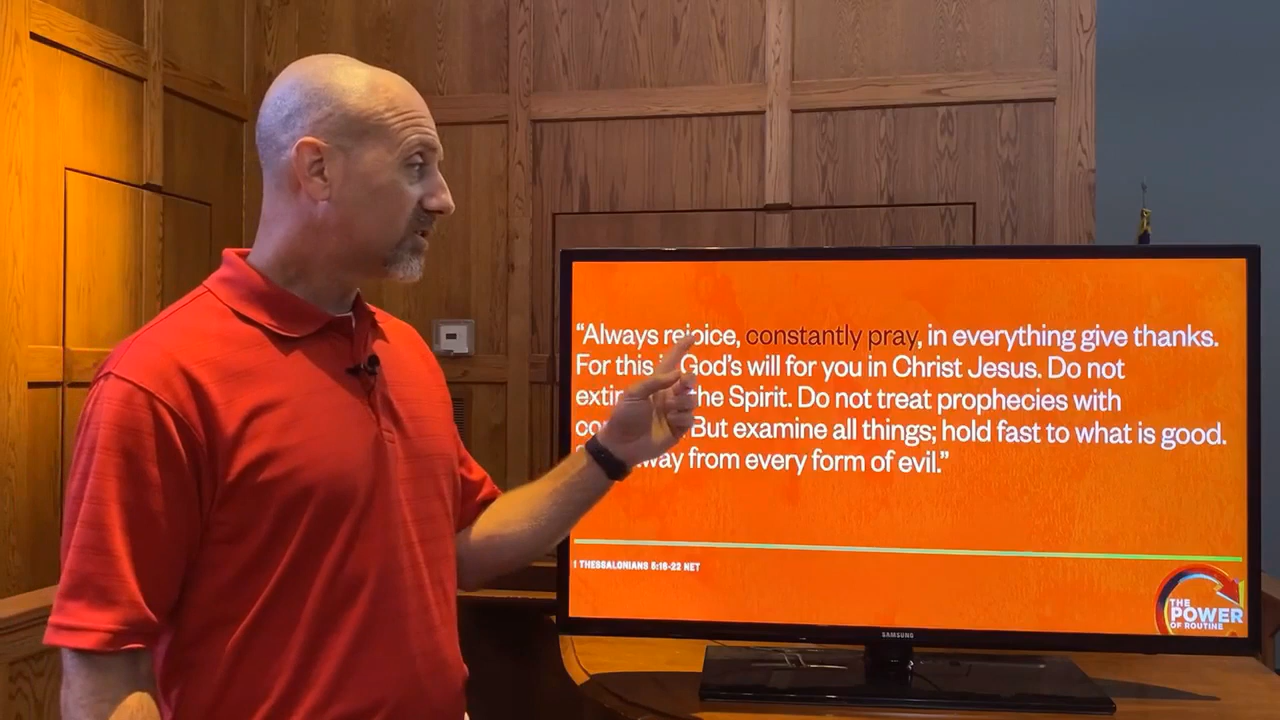 “Always rejoice, constantly pray, in everything give thanks.
For this God’s will for you in Christ Jesus. Do not
the Spirit. Do not treat prophecies with
But examine all things; hold fast to what is good.
from every form of evil.”
1 THESSALONIANS 5:16-22 NET
THE
POWER
OF ROUTINE
SAMSUNG